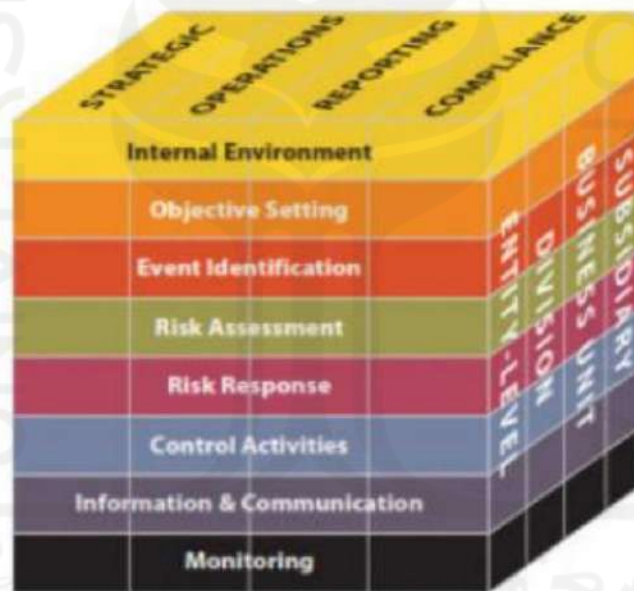 STRATEGIC
OPERATIONS
REPORTING
COMPLIANCE
Internal Environment
Objective Setting
Event Identification
Risk Assessment
Risk Response
Control Activities
Information & Communication
Monitoring
ENTITY-LEVEL
DIVISION
BUSINESS UNIT
SUBSIDIARY